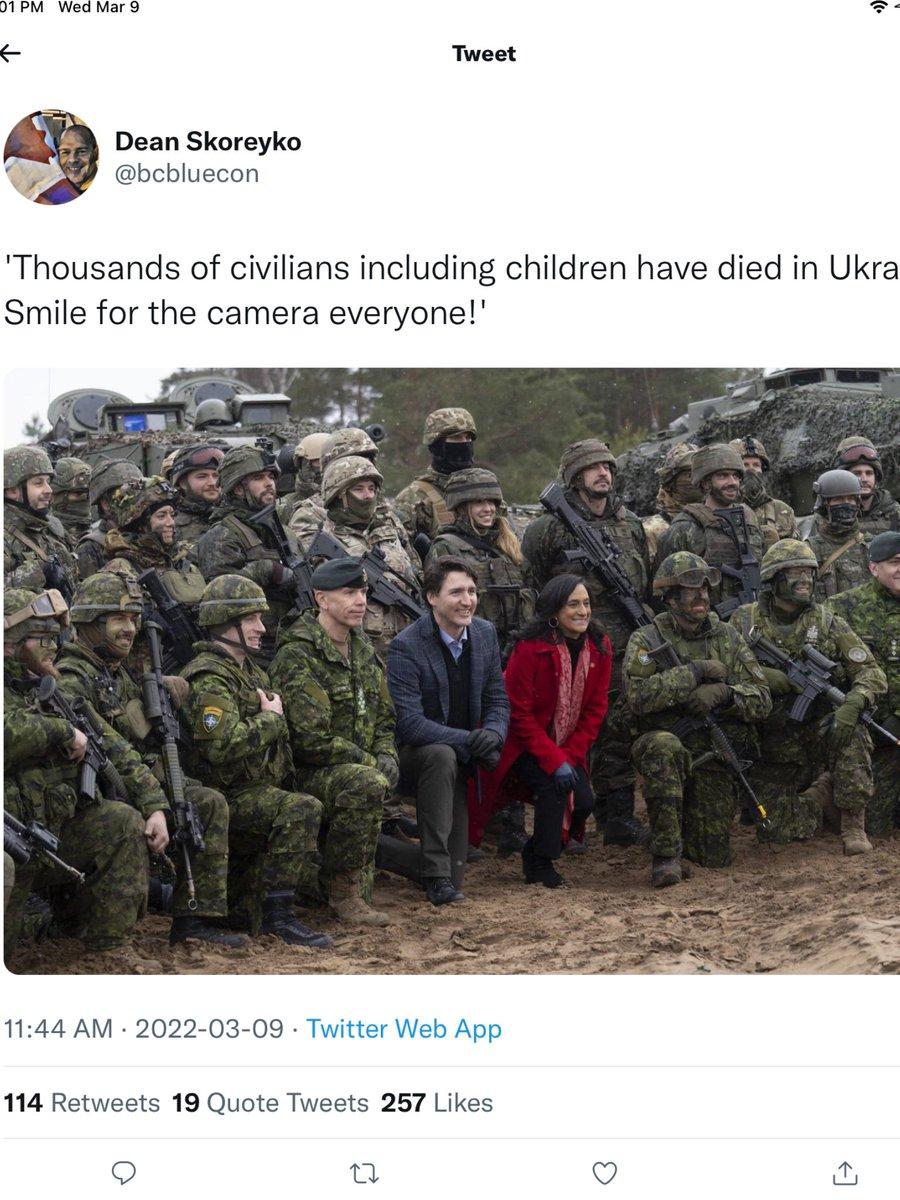 01 PM Wed Mar 9
Tweet
Dean Skoreyko
@bcbluecon
'Thousands of civilians including children have died in Ukra
Smile for the camera everyone!'
11:44 AM · 2022-03-09 · Twitter Web App
114 Retweets 19 Quote Tweets 257 Likes